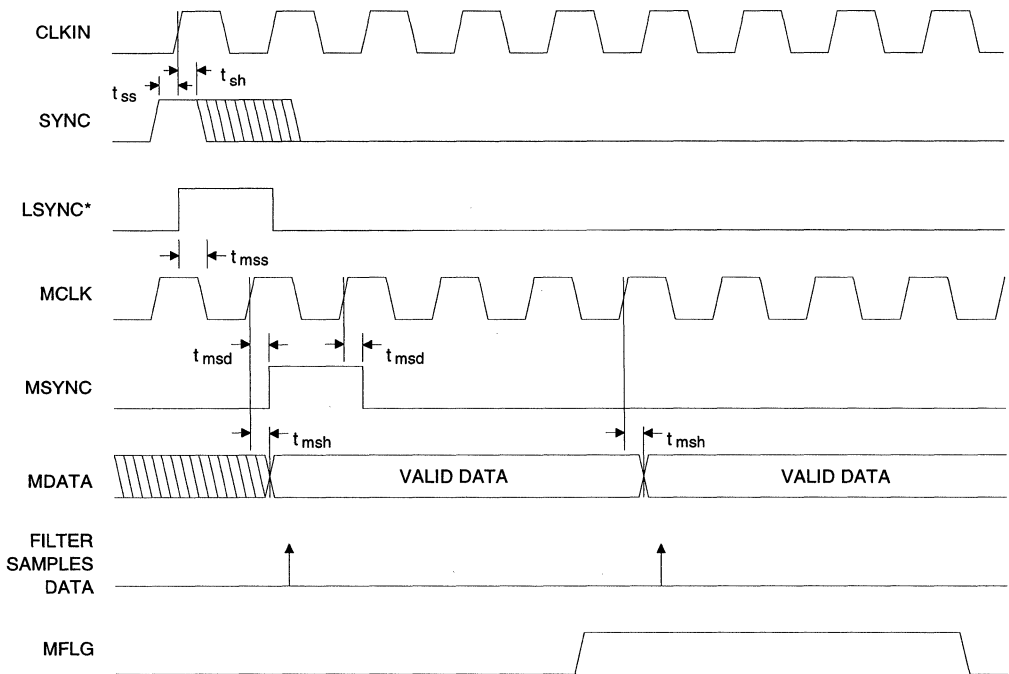 CLKIN
t sh
t ss
SYNC
LSYNC*
t mss
MCLK
t msd
t msd
MSYNC
t msh
t msh
MDATA
VALID DATA
VALID DATA
FILTER
SAMPLES
DATA
MFLG